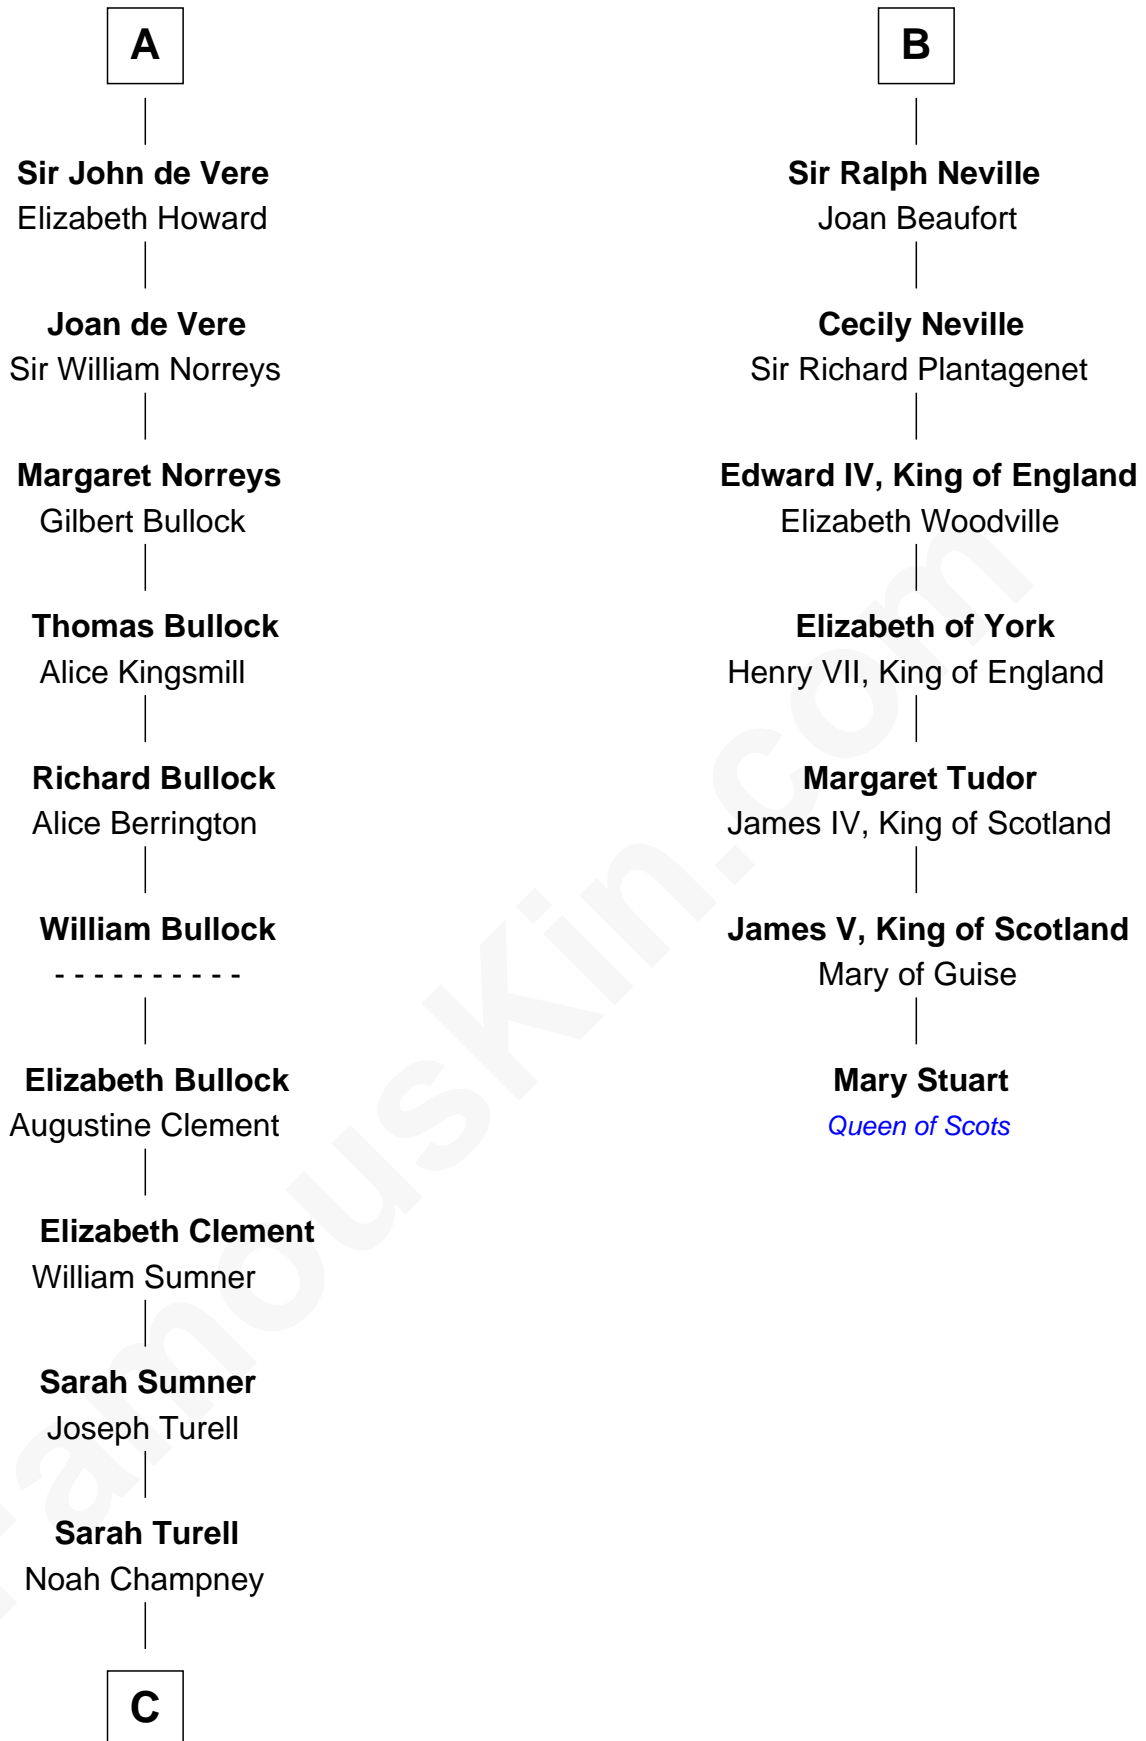 A
Sir John de Vere
Elizabeth Howard
Joan de Vere
Sir William Norreys
Margaret Norreys
Gilbert Bullock
Thomas Bullock
Alice Kingsmill
Richard Bullock
Alice Berrington
William Bullock
- - - - - - - - - -
Elizabeth Bullock
Augustine Clement
Elizabeth Clement
William Sumner
Sarah Sumner
Joseph Turell
Sarah Turell
Noah Champney
C
B
Sir Ralph Neville
Joan Beaufort
Cecily Neville
Sir Richard Plantagenet
Edward IV, King of England
Elizabeth Woodville
Elizabeth of York
Henry VII, King of England
Margaret Tudor
James IV, King of Scotland
James V, King of Scotland
Mary of Guise
Mary Stuart
Queen of Scots
FamousKin.com